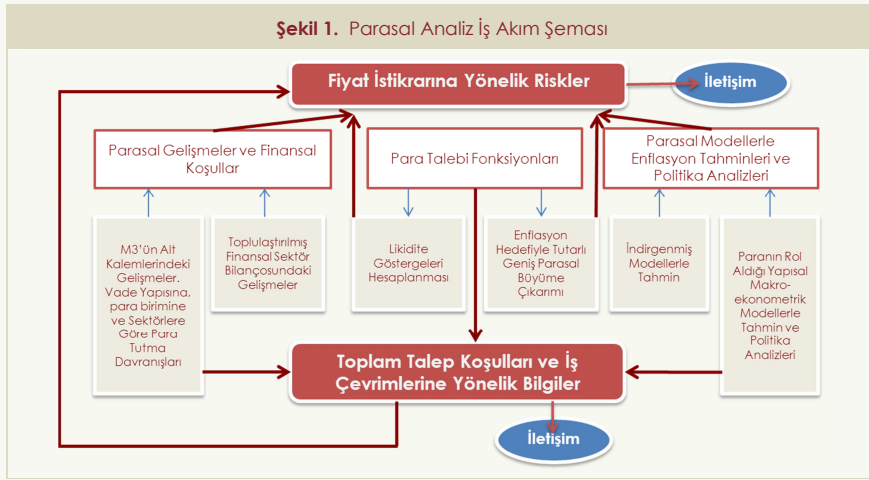 Şekil 1. Parasal Analiz İş Akım Şeması
Fiyat İstikrarına Yönelik Riskler
İletişim
Parasal Gelişmeler ve Finansal
Koşullar
Para Talebi Fonksiyonları
Parasal Modellerle
Enflasyon Tahminleri ve
Politika Analizleri
M3'ün Alt
Kalemlerindeki
Gelişmeler.
Vade Yapısına,
para birimine
ve Sektörlere
Göre Para
Tutma
Davranışları
Toplulaştırılmış
Finansal Sektör
Bilançosundaki
Gelişmeler
Likidite
Göstergeleri
Hesaplanması
Enflasyon
Hedefiyle Tutarlı
Geniş Parasal
Büyüme
Çıkarımı
İndirgenmiş
Modellerle
Tahmin
Paranın Rol
Aldığı Yapısal
Makro-
ekonometrik
Modellerle
Tahmin ve
Politika
Analizleri
Toplam Talep Koşulları ve İş
Çevrimlerine Yönelik Bilgiler
İletişim